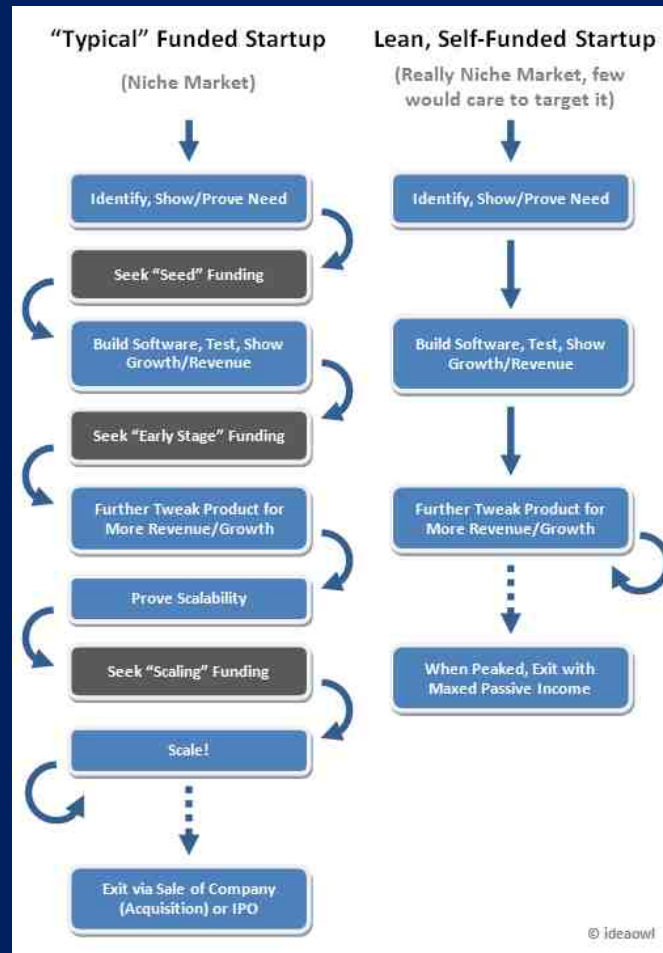 “Typical” Funded Startup
(Niche Market)
Identify, Show/Prove Need
Seek “Seed” Funding
Build Software, Test, Show
Growth/Revenue
Seek “Early Stage” Funding
Further Tweak Product for
More Revenue/Growth
Prove Scalability
Seek “Scaling” Funding
Scale!
Exit via Sale of Company
(Acquisition) or IPO
Lean, Self-Funded Startup
(Really Niche Market, few
would care to target it)
Identify, Show/Prove Need
Build Software, Test, Show
Growth/Revenue
Further Tweak Product for
More Revenue/Growth
When Peaked, Exit with
Maxed Passive Income
© ideaowl